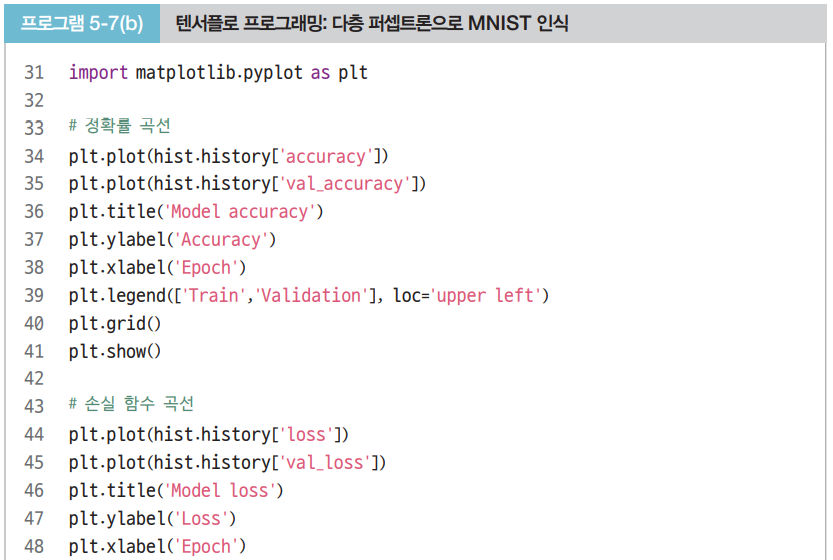 프로그램 5-7(b) 텐서플로 프로그래밍: 다층 퍼셉트론으로 MNIST 인식
31 import matplotlib.pyplot as plt
32
33 # 정확률 곡선
34 plt.plot(hist.history['accuracy'])
35 plt.plot(hist.history['val_accuracy'])
36 plt.title('Model accuracy')
37 plt.ylabel('Accuracy')
38 plt.xlabel('Epoch')
39 plt.legend(['Train','Validation'], loc='upper left')
40 plt.grid()
41 plt.show()
42
43 # 손실 함수 곡선
44 plt.plot(hist.history['loss'])
45 plt.plot(hist.history['val_loss'])
46 plt.title('Model loss')
47 plt.ylabel('Loss')
48 plt.xlabel('Epoch')